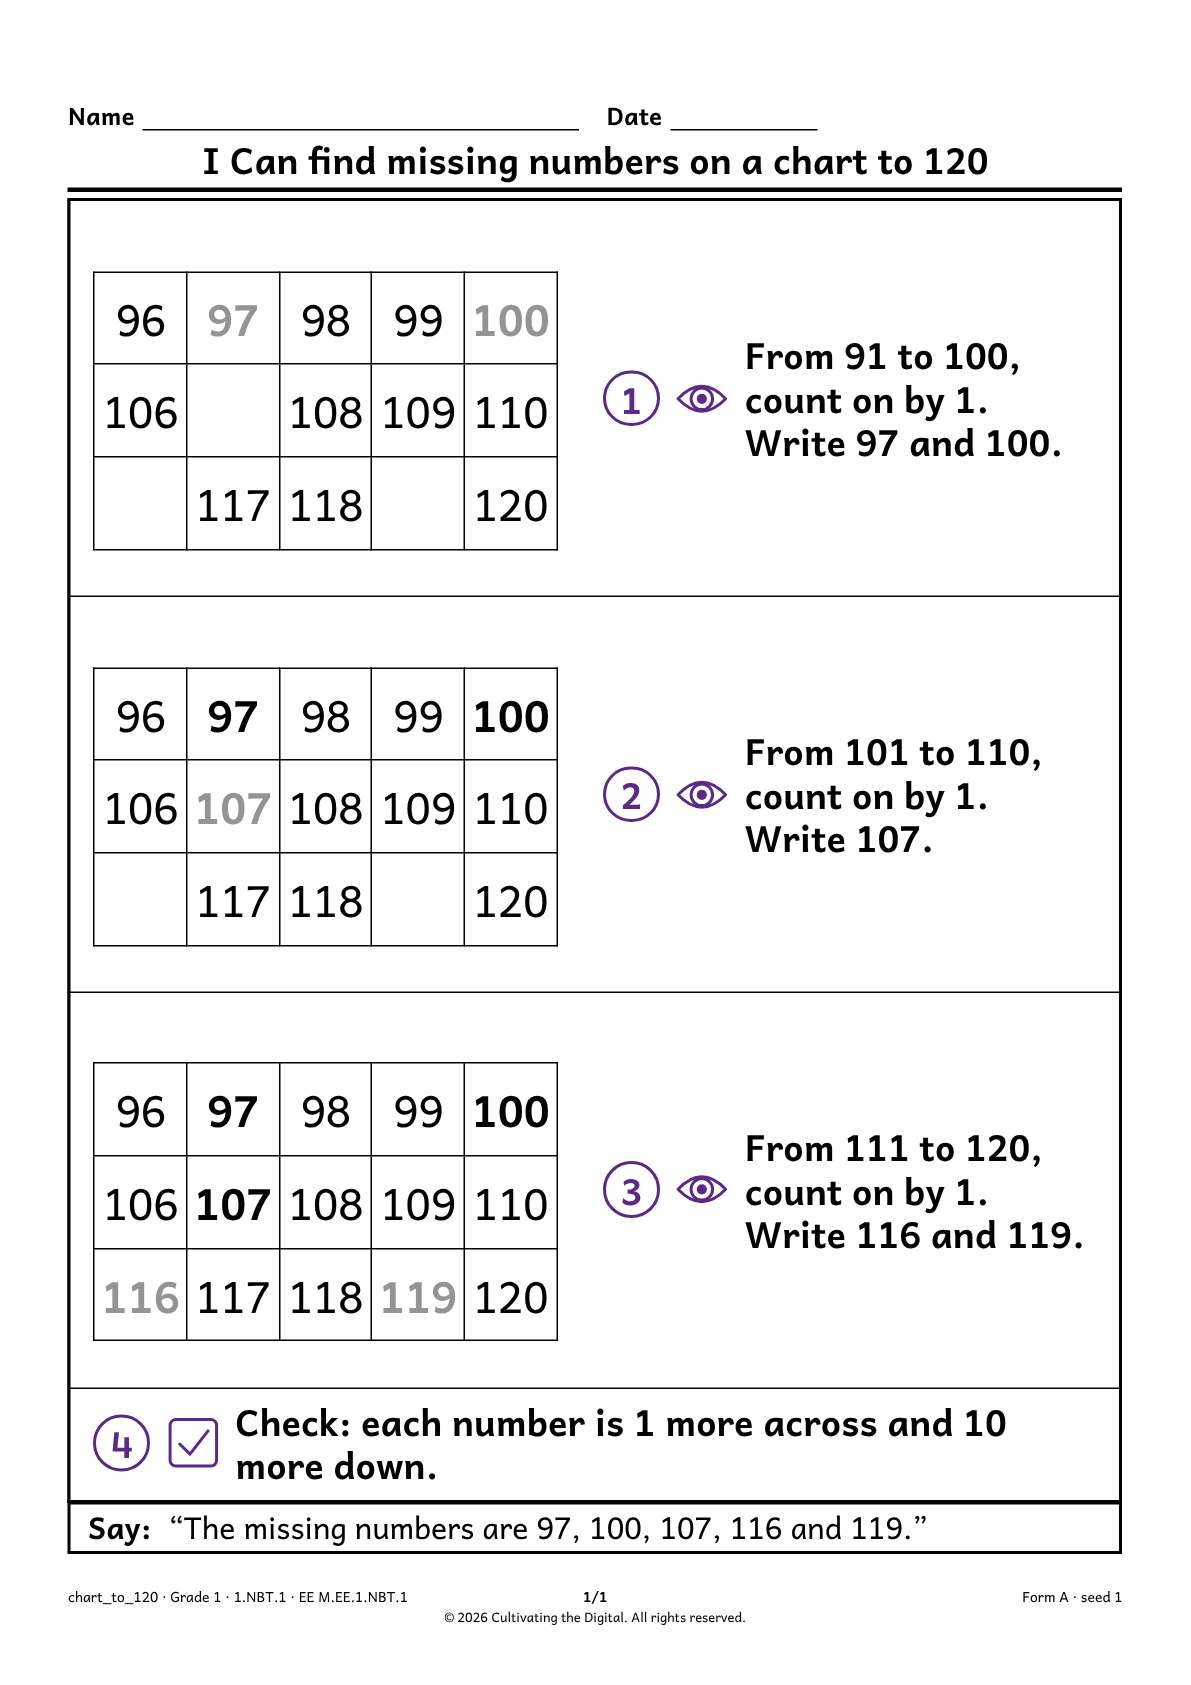 Name Date
I Can find missing numbers on a chart to 120
96 97 98 99 100
106 108 109 110
117 118 120
1 From 91 to 100,
count on by 1.
Write 97 and 100.
96 97 98 99 100
106 107 108 109 110
117 118 120
2 From 101 to 110,
count on by 1.
Write 107.
96 97 98 99 100
106 107 108 109 110
116 117 118 119 120
3 From 111 to 120,
count on by 1.
Write 116 and 119.
4 Check: each number is 1 more across and 10
more down.
Say: “The missing numbers are 97, 100, 107, 116 and 119.”
chart_to_120 · Grade 1 · 1.NBT.1 · EE M.EE.1.NBT.1 1/1 Form A · seed 1
© 2026 Cultivating the Digital. All rights reserved.